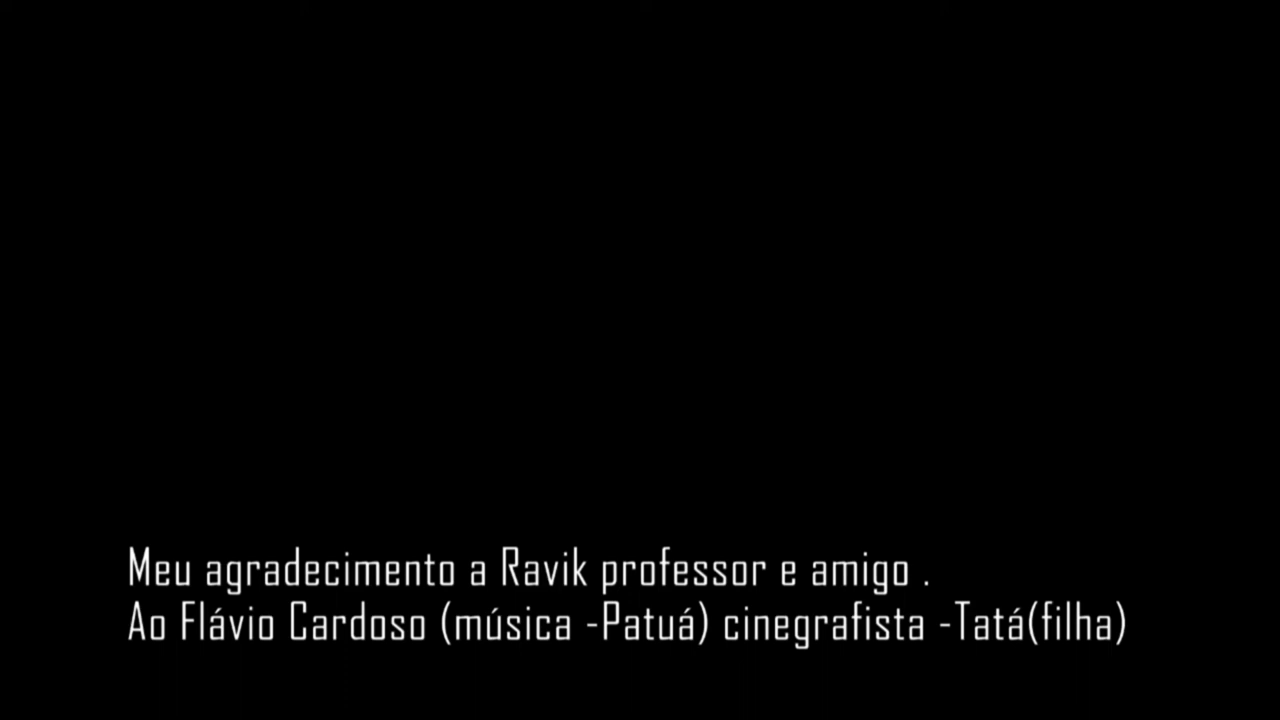 Meu agradecimento a Ravik professor e amigo .
Ao Flávio Cardoso (música -Patuá) cinegrafista -Tatá(filha)